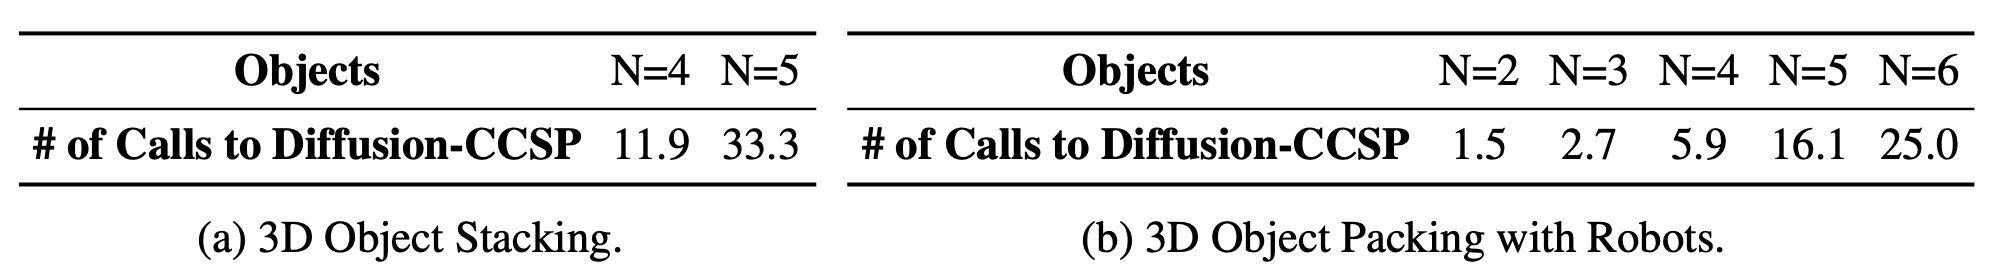 Objects N=4 N=5
# of Calls to Diffusion-CCSP 11.9 33.3
(a) 3D Object Stacking.
Objects N=2 N=3 N=4 N=5 N=6
# of Calls to Diffusion-CCSP 1.5 2.7 5.9 16.1 25.0
(b) 3D Object Packing with Robots.